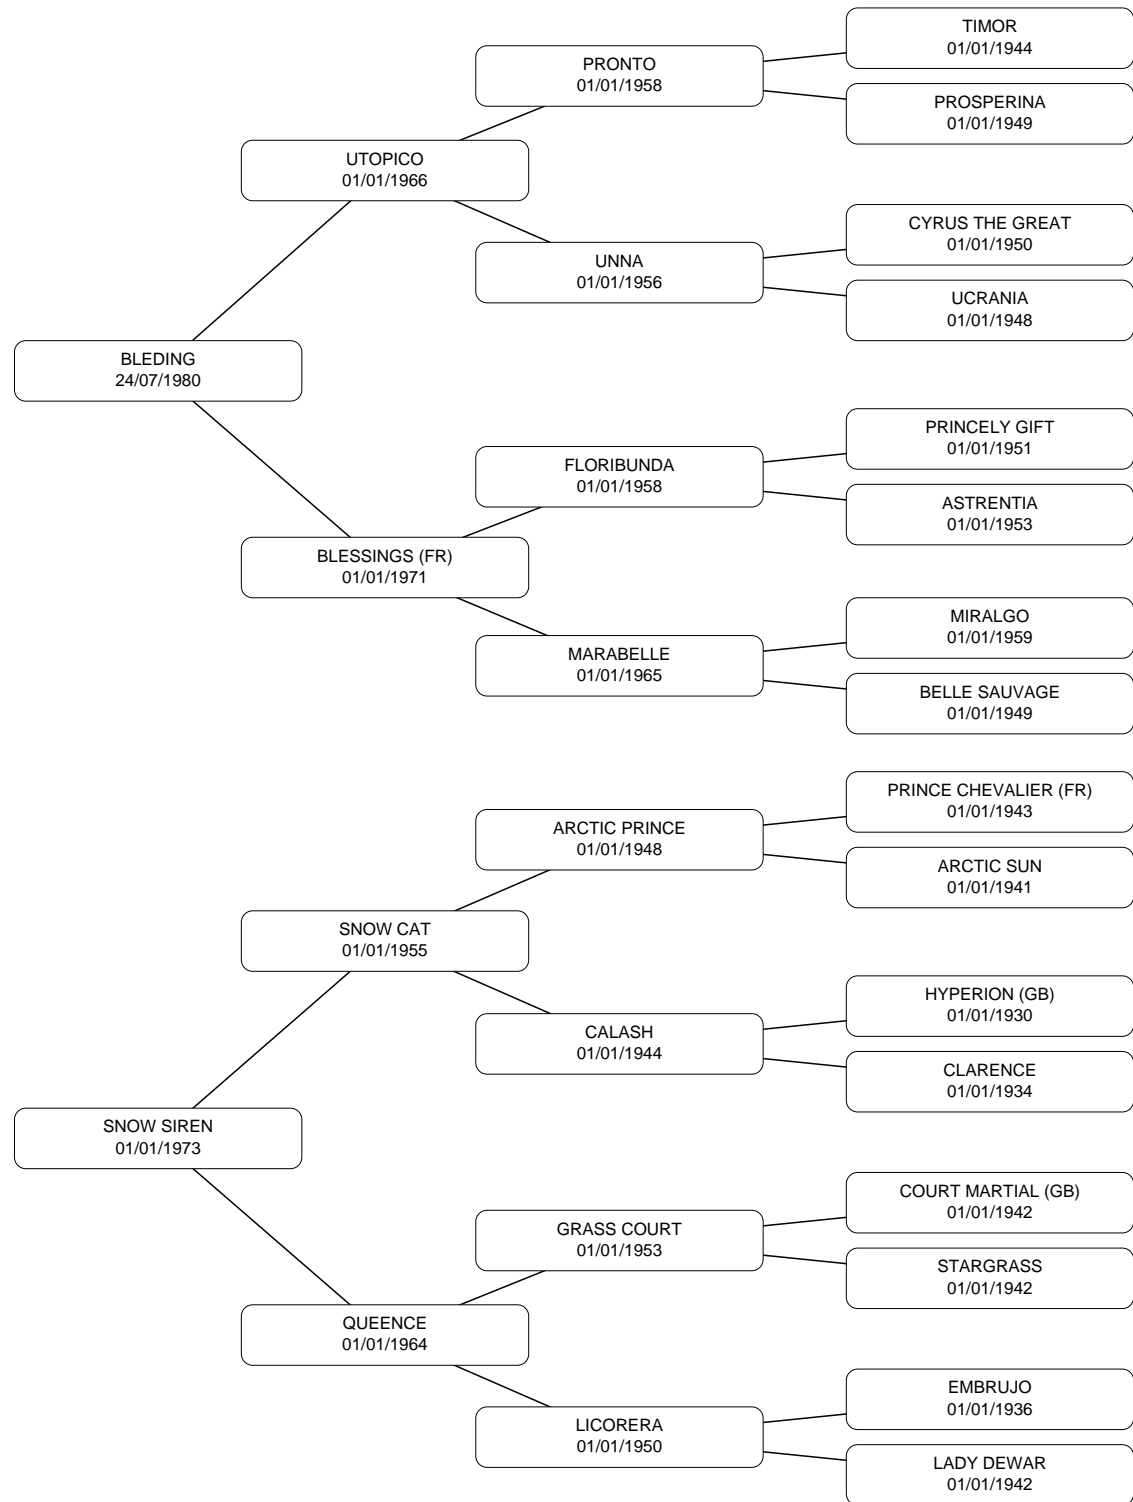 TIMOR
01/01/1944
PRONTO
01/01/1958
PROSPERINA
01/01/1949
UTOPICO
01/01/1966
CYRUS THE GREAT
01/01/1950
UNNA
01/01/1956
UCRANIA
01/01/1948
BLEDING
24/07/1980
PRINCELY GIFT
01/01/1951
FLORIBUNDA
01/01/1958
ASTRENTIA
01/01/1953
BLESSINGS (FR)
01/01/1971
MIRALGO
01/01/1959
MARABELLE
01/01/1965
BELLE SAUVAGE
01/01/1949
PRINCE CHEVALIER (FR)
01/01/1943
ARCTIC PRINCE
01/01/1948
ARCTIC SUN
01/01/1941
SNOW CAT
01/01/1955
HYPERION (GB)
01/01/1930
CALASH
01/01/1944
CLARENCE
01/01/1934
SNOW SIREN
01/01/1973
COURT MARTIAL (GB)
01/01/1942
GRASS COURT
01/01/1953
STARGRASS
01/01/1942
QUEENCE
01/01/1964
EMBRUJO
01/01/1936
LICORERA
01/01/1950
LADY DEWAR
01/01/1942